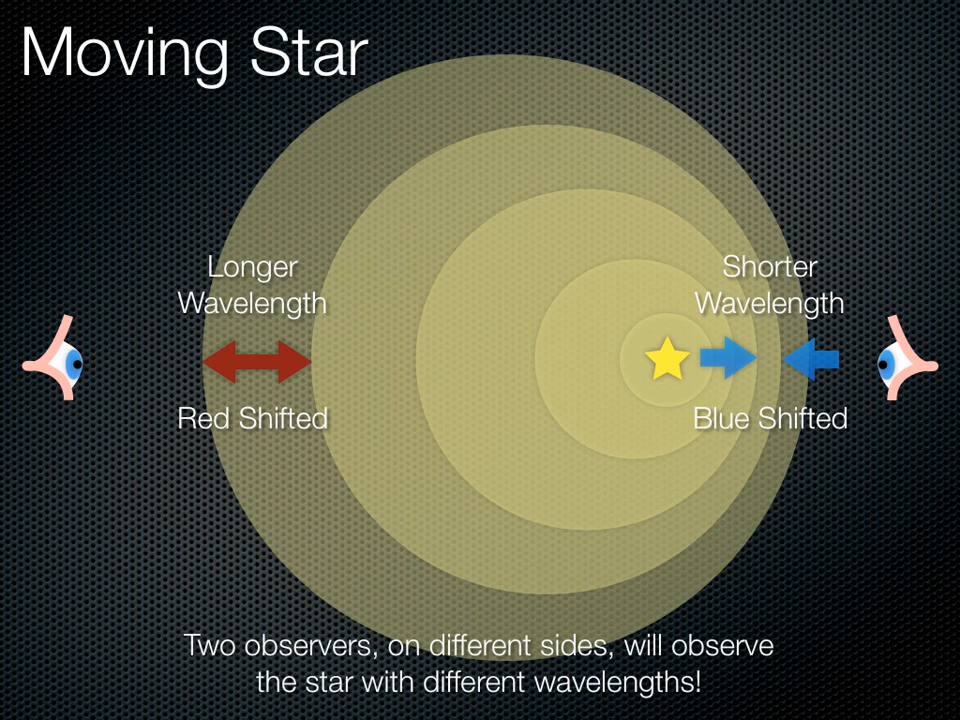 Moving Star
Longer
Wavelength
Shorter
Wavelength
Red Shifted
Blue Shifted
Two observers, on different sides, will observe
the star with different wavelengths!